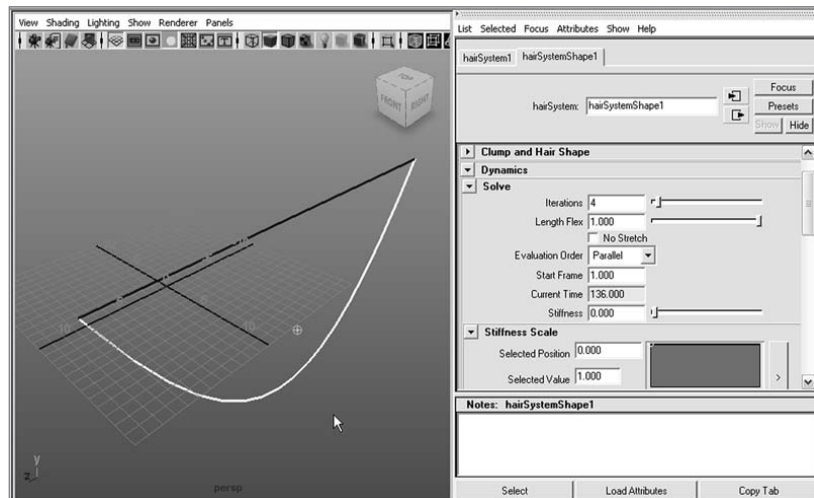 View Shading Lighting Show Renderer Panels
List Selected Focus Attributes Show Help
hairSystem1 hairSystemShape1
Focus
hairSystem: hairSystemShape1
Presets
Show Hide
TOP
FRONT RIGHT
Clump and Hair Shape
Dynamics
Solve
Iterations 4
Length Flex 1.000
No Stretch
Evaluation Order Parallel
Start Frame 1.000
Current Time 136.000
Stiffness 0.000
Stiffness Scale
Selected Position 0.000
Selected Value 1.000 >
Notes: hairSystemShape1
y
z
persp
Select Load Attributes Copy Tab